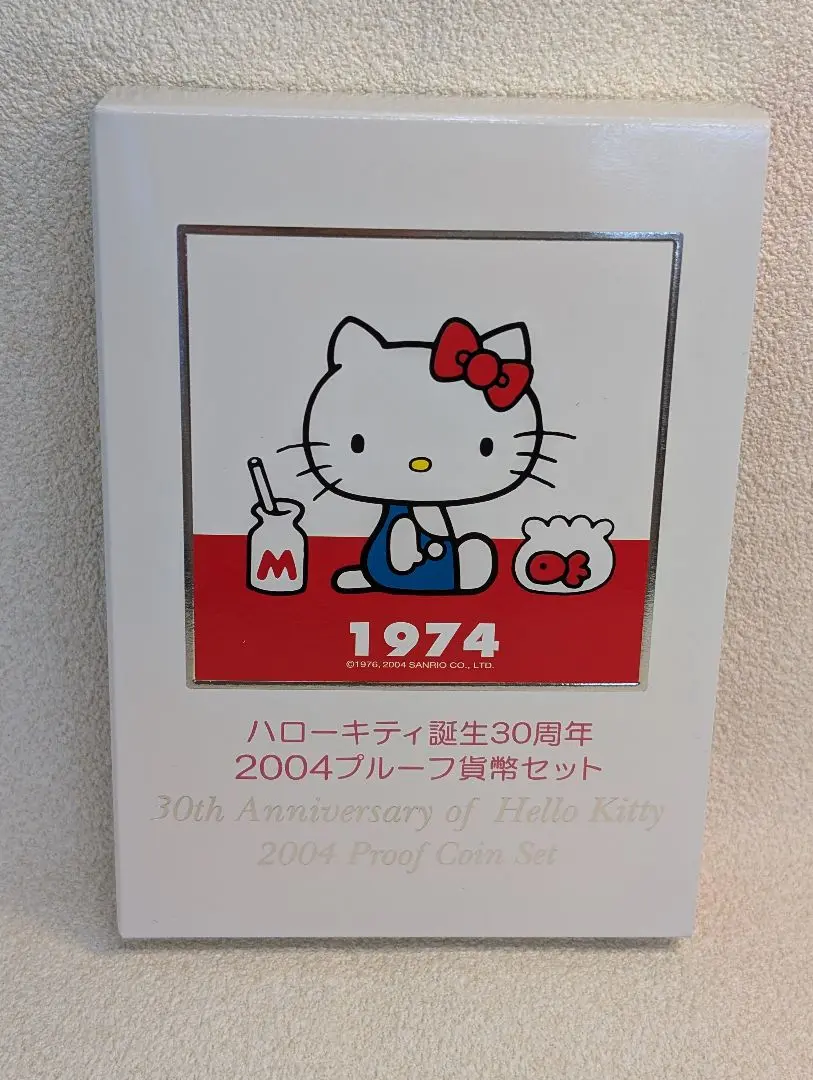 M
OF
1974
©1976, 2004 SANRIO CO., LTD.
ハローキティ誕生30周年
2004プルーフ貨幣セット
30th Anniversary of Hello Kitty
2004 Proof Coin Set